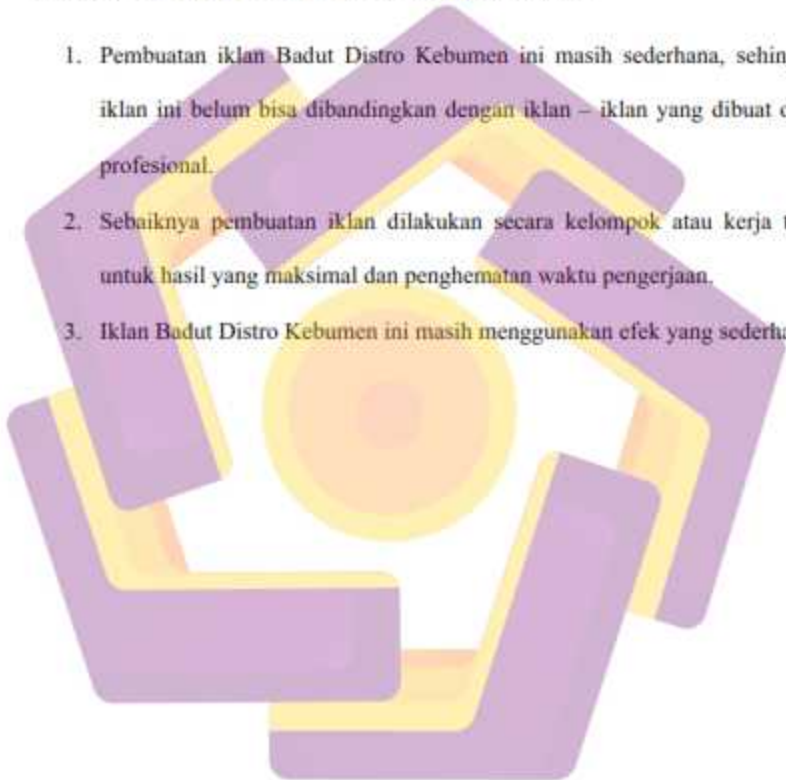 1. Pembuatan iklan Badut Distro Kebumen ini masih sederhana, sehin
iklan ini belum bisa dibandingkan dengan iklan – iklan yang dibuat
profesional.
2. Sebaiknya pembuatan iklan dilakukan secara kelompok atau kerja
untuk hasil yang maksimal dan penghematan waktu pengerjaan.
3. Iklan Badut Distro Kebumen ini masih menggunakan efek yang sederha